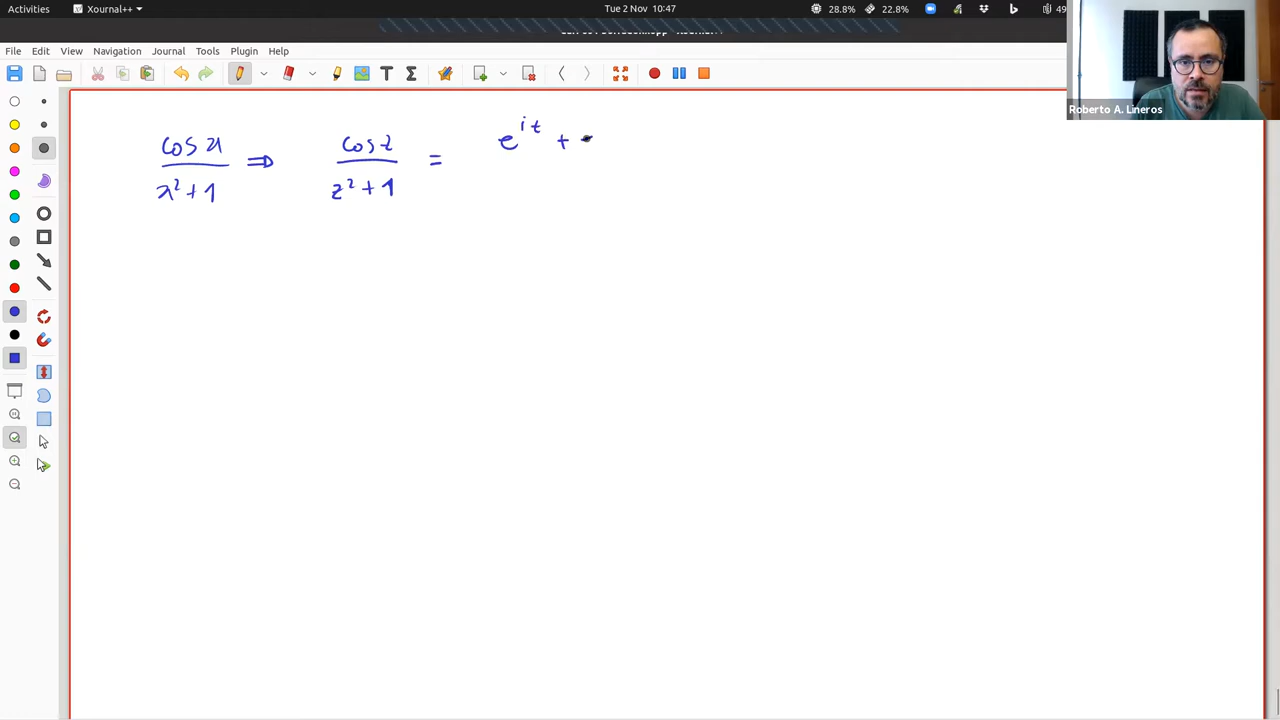 Activities Xournal++ Tue 2 Nov 10:47 28.8% 22.8%
File Edit View Navigation Journal Tools Plugin Help
Roberto A. Lineros
cos x / x² + 1 ⇒ cos z / z² + 1 = e^{iz} +